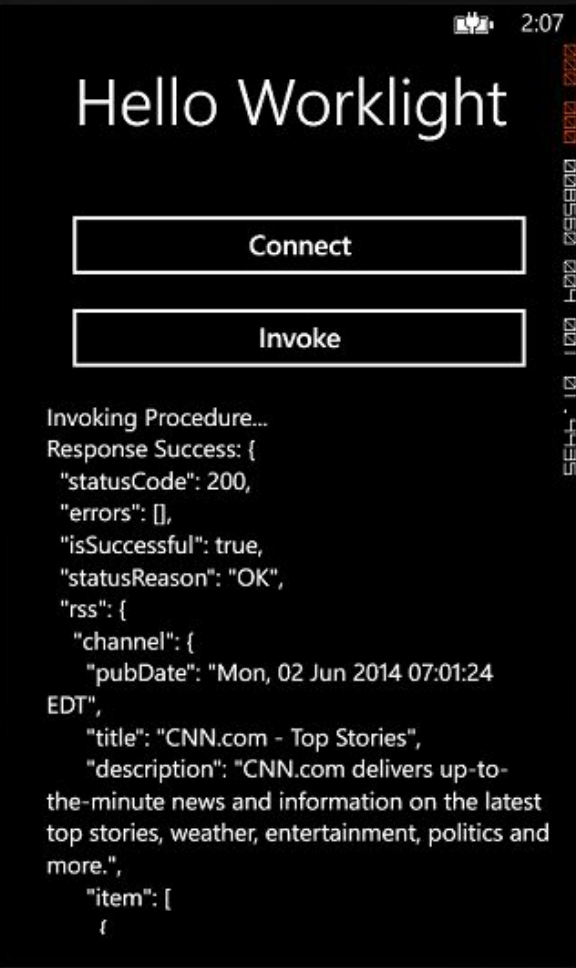 2:07
Hello Worklight
Connect
Invoke
Invoking Procedure...
Response Success: {
"statusCode": 200,
"errors": [],
"isSuccessful": true,
"statusReason": "OK",
"rss": {
"channel": {
"pubDate": "Mon, 02 Jun 2014 07:01:24
EDT",
"title": "CNN.com - Top Stories",
"description": "CNN.com delivers up-to-
the-minute news and information on the latest
top stories, weather, entertainment, politics and
more.",
"item": [
{